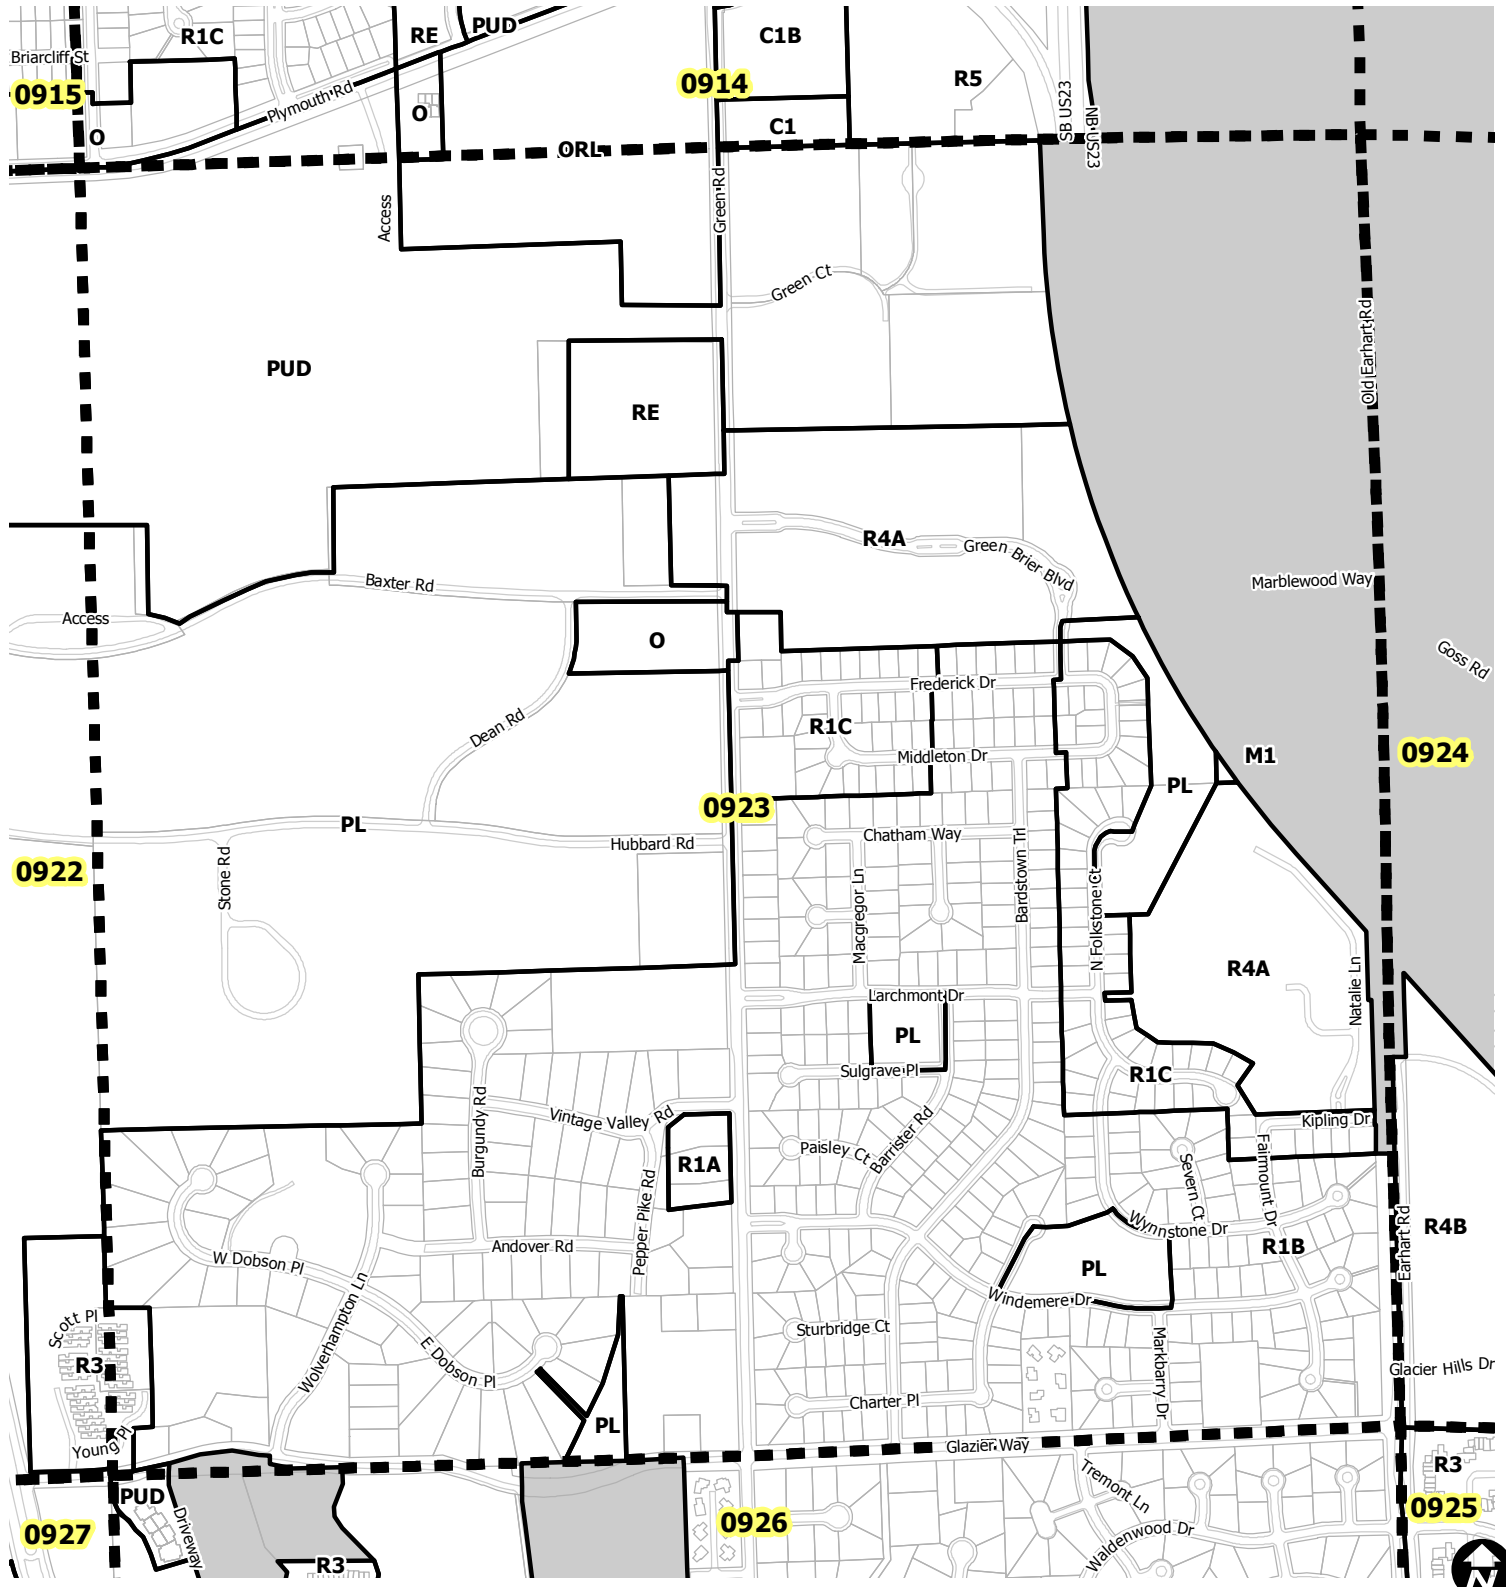 R1C
RE
PUD
C1B
Briarcliff St
R5
0915
0914
Plymouth Rd
SB US23
NB US23
O
O
C1
ORL
Access
Green Rd
Green Ct
Old Earhart Rd
PUD
RE
R4A
Green Brier Blvd
Baxter Rd
Marblewood Way
Access
O
Goss Rd
Frederick Dr
Dean Rd
R1C
Middleton Dr
M1
0924
PL
0923
PL
Chatham Way
Hubbard Rd
0922
Stone Rd
Macgregor Ln
Bardstown Trl
N Folkstone Ct
R4A
Natalie Ln
Larchmont Dr
PL
Sulgrave Pl
R1C
Burgundy Rd
Vintage Valley Rd
Kipling Dr
Paisley Ct
Barrister Rd
R1A
Pepper Pike Rd
Severn Ct
Fairmount Dr
Wynnstone Dr
Earhart Rd
R4B
Andover Rd
R1B
W Dobson Pl
PL
Wolverhampton Ln
Windemere Dr
Scott Pl
Sturbridge Ct
E Dobson Pl
Markbarry Dr
R3
Glacier Hills Dr
Charter Pl
PL
Young Pl
Glazier Way
R3
Tremont Ln
PUD
Driveway
0925
0927
0926
Waldenwood Dr
R3
N